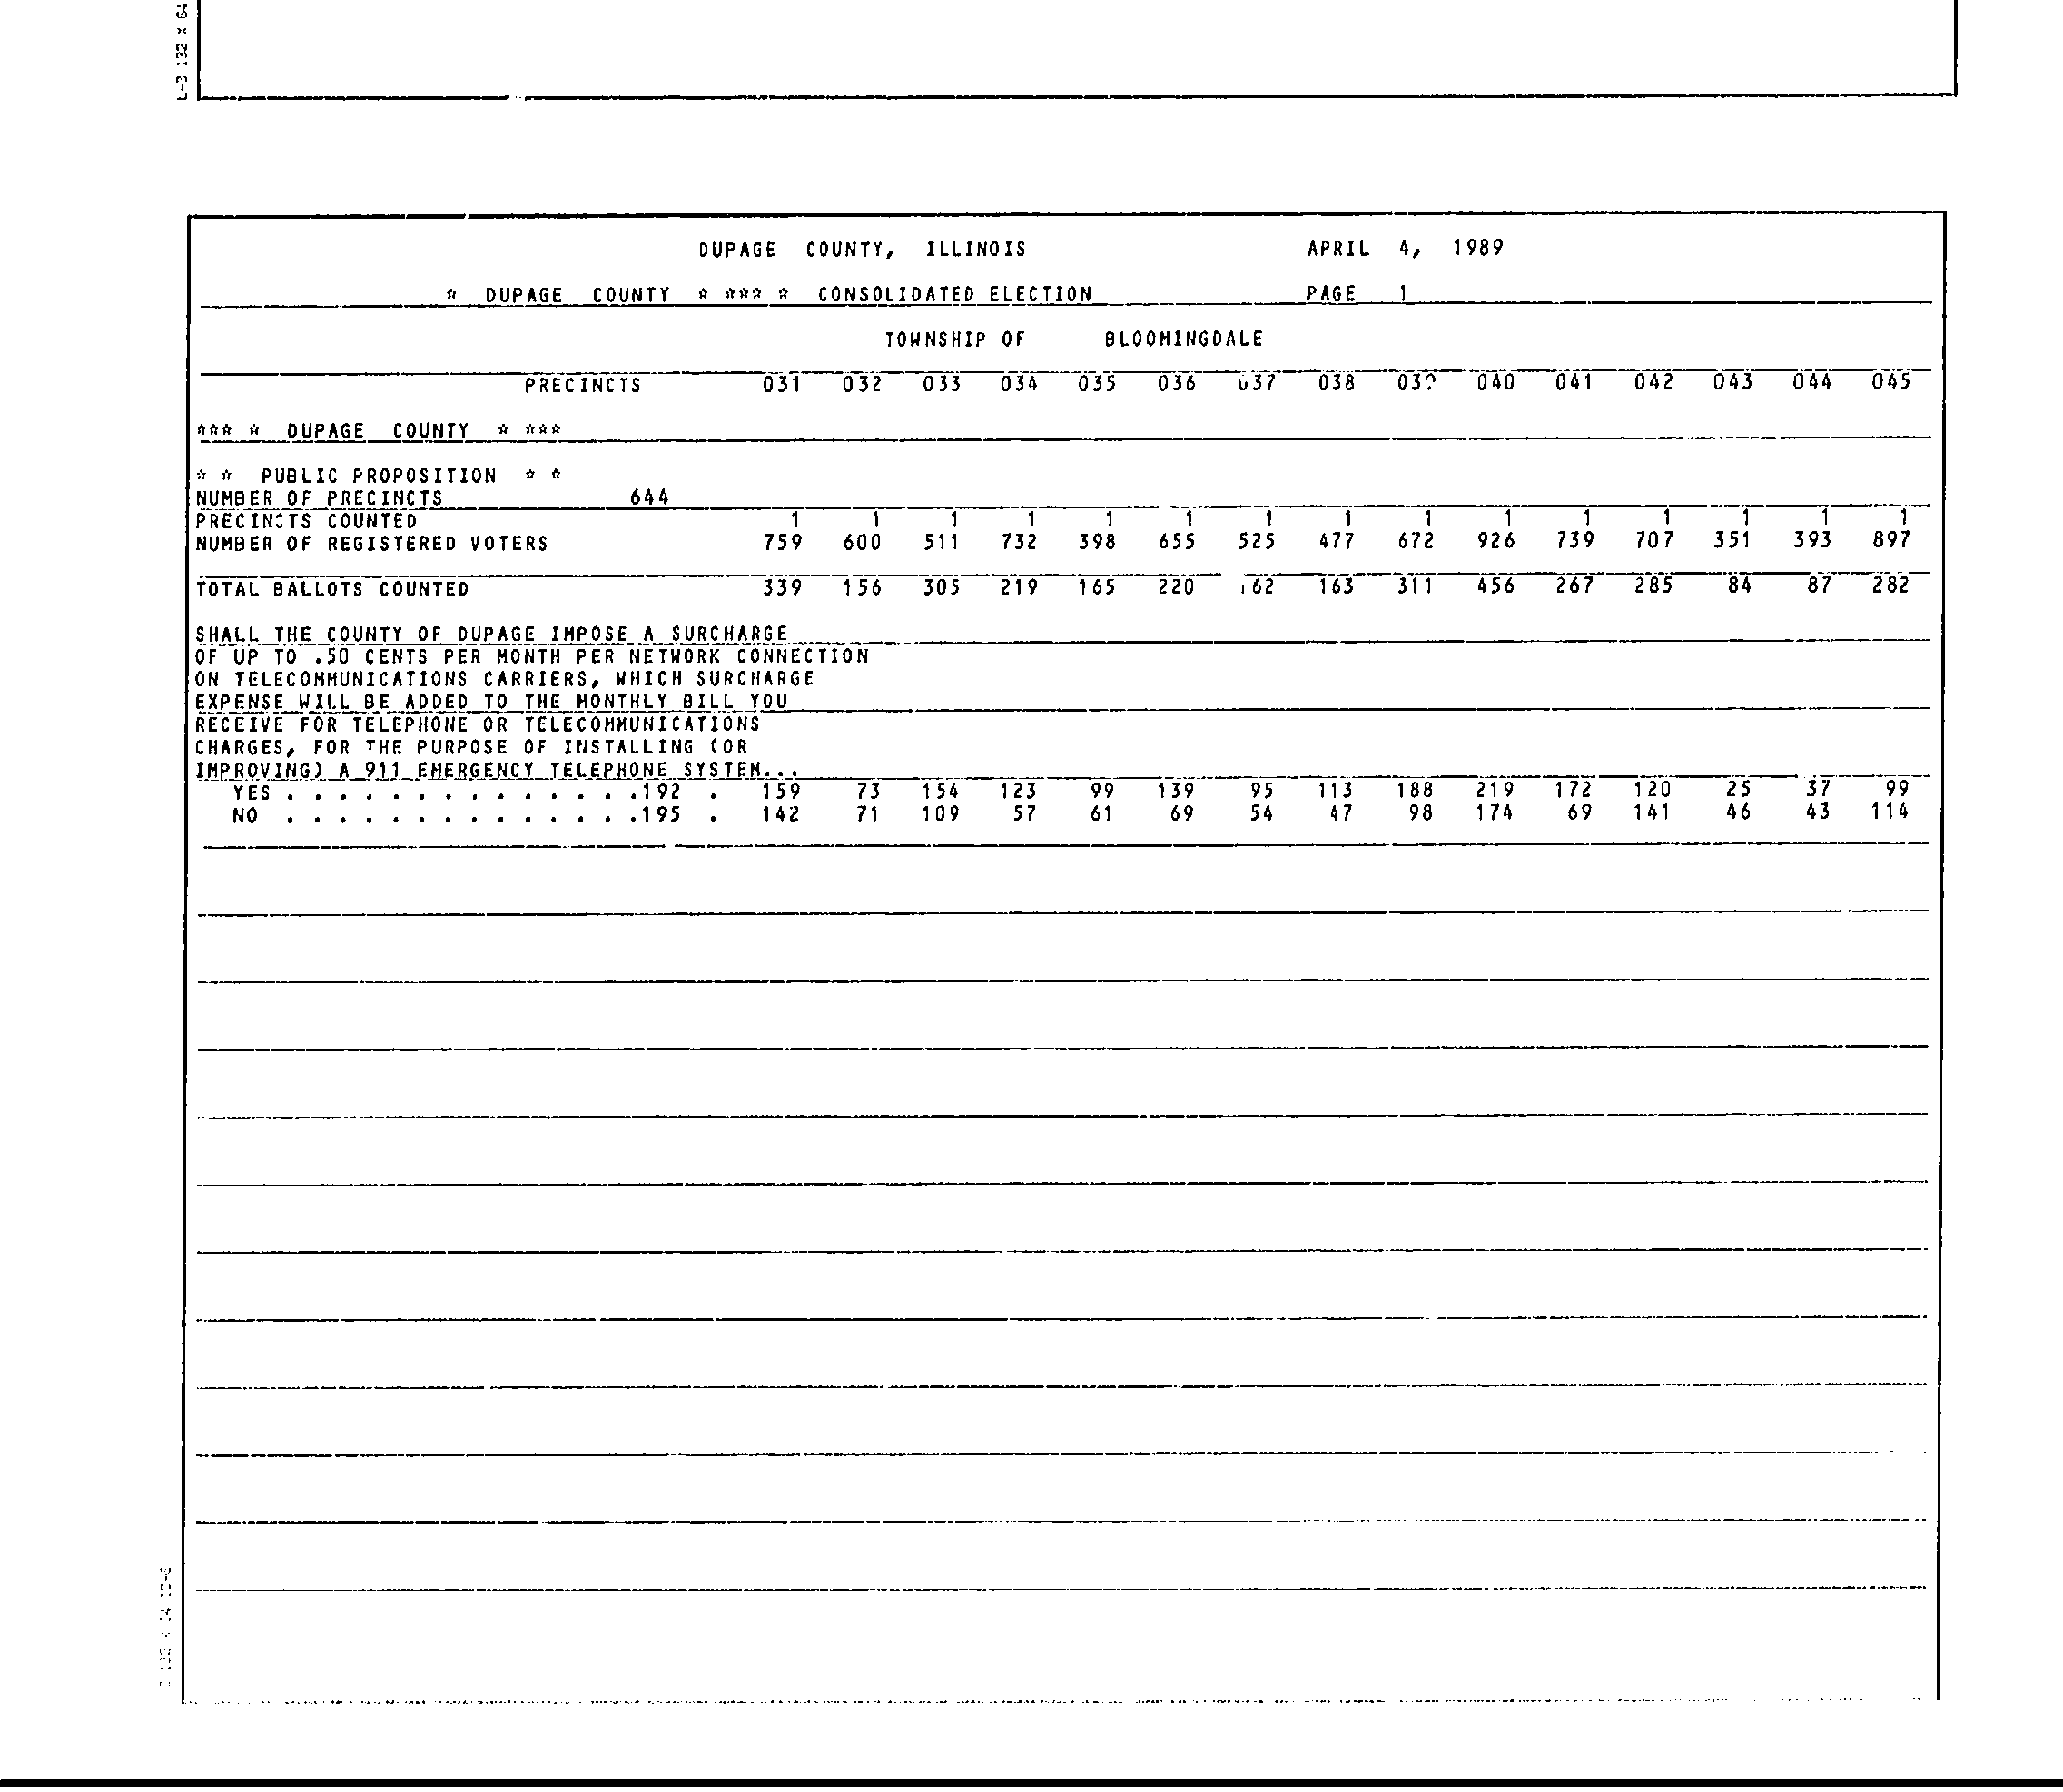 L-3 132 x 64
DUPAGE COUNTY, ILLINOIS APRIL 4, 1989
* DUPAGE COUNTY * *** * CONSOLIDATED ELECTION PAGE 1
TOWNSHIP OF BLOOMINGDALE
PRECINCTS 031 032 033 034 035 036 037 038 039 040 041 042 043 044 045
*** * DUPAGE COUNTY * ***
* * PUBLIC PROPOSITION * *
NUMBER OF PRECINCTS 644
PRECINCTS COUNTED 1 1 1 1 1 1 1 1 1 1 1 1 1 1 1
NUMBER OF REGISTERED VOTERS 759 600 511 732 398 655 525 477 672 926 739 707 351 393 897
TOTAL BALLOTS COUNTED 339 156 305 219 165 220 162 163 311 456 267 285 84 87 282
SHALL THE COUNTY OF DUPAGE IMPOSE A SURCHARGE
OF UP TO .50 CENTS PER MONTH PER NETWORK CONNECTION
ON TELECOMMUNICATIONS CARRIERS, WHICH SURCHARGE
EXPENSE WILL BE ADDED TO THE MONTHLY BILL YOU
RECEIVE FOR TELEPHONE OR TELECOMMUNICATIONS
CHARGES, FOR THE PURPOSE OF INSTALLING (OR
IMPROVING) A 911 EMERGENCY TELEPHONE SYSTEM...
YES . . . . . . . . . . . . . .192 . 159 73 154 123 99 139 95 113 188 219 172 120 25 37 99
NO . . . . . . . . . . . . . .195 . 142 71 109 57 61 69 54 47 98 174 69 141 46 43 114